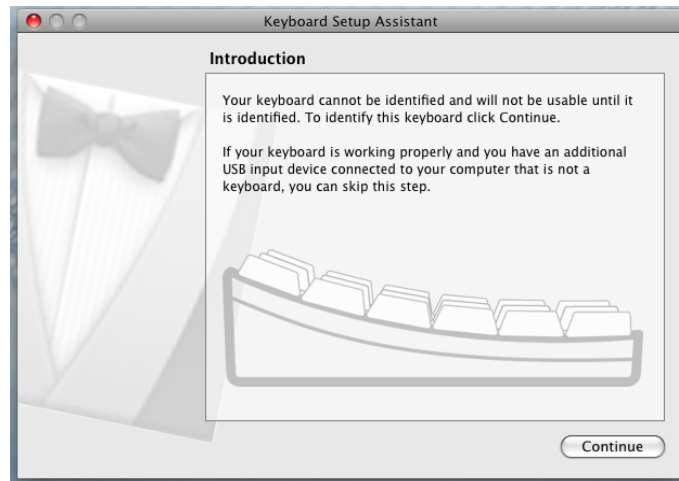 Keyboard Setup Assistant
Introduction
Your keyboard cannot be identified and will not be usable until it
is identified. To identify this keyboard click Continue.
If your keyboard is working properly and you have an additional
USB input device connected to your computer that is not a
keyboard, you can skip this step.
Continue